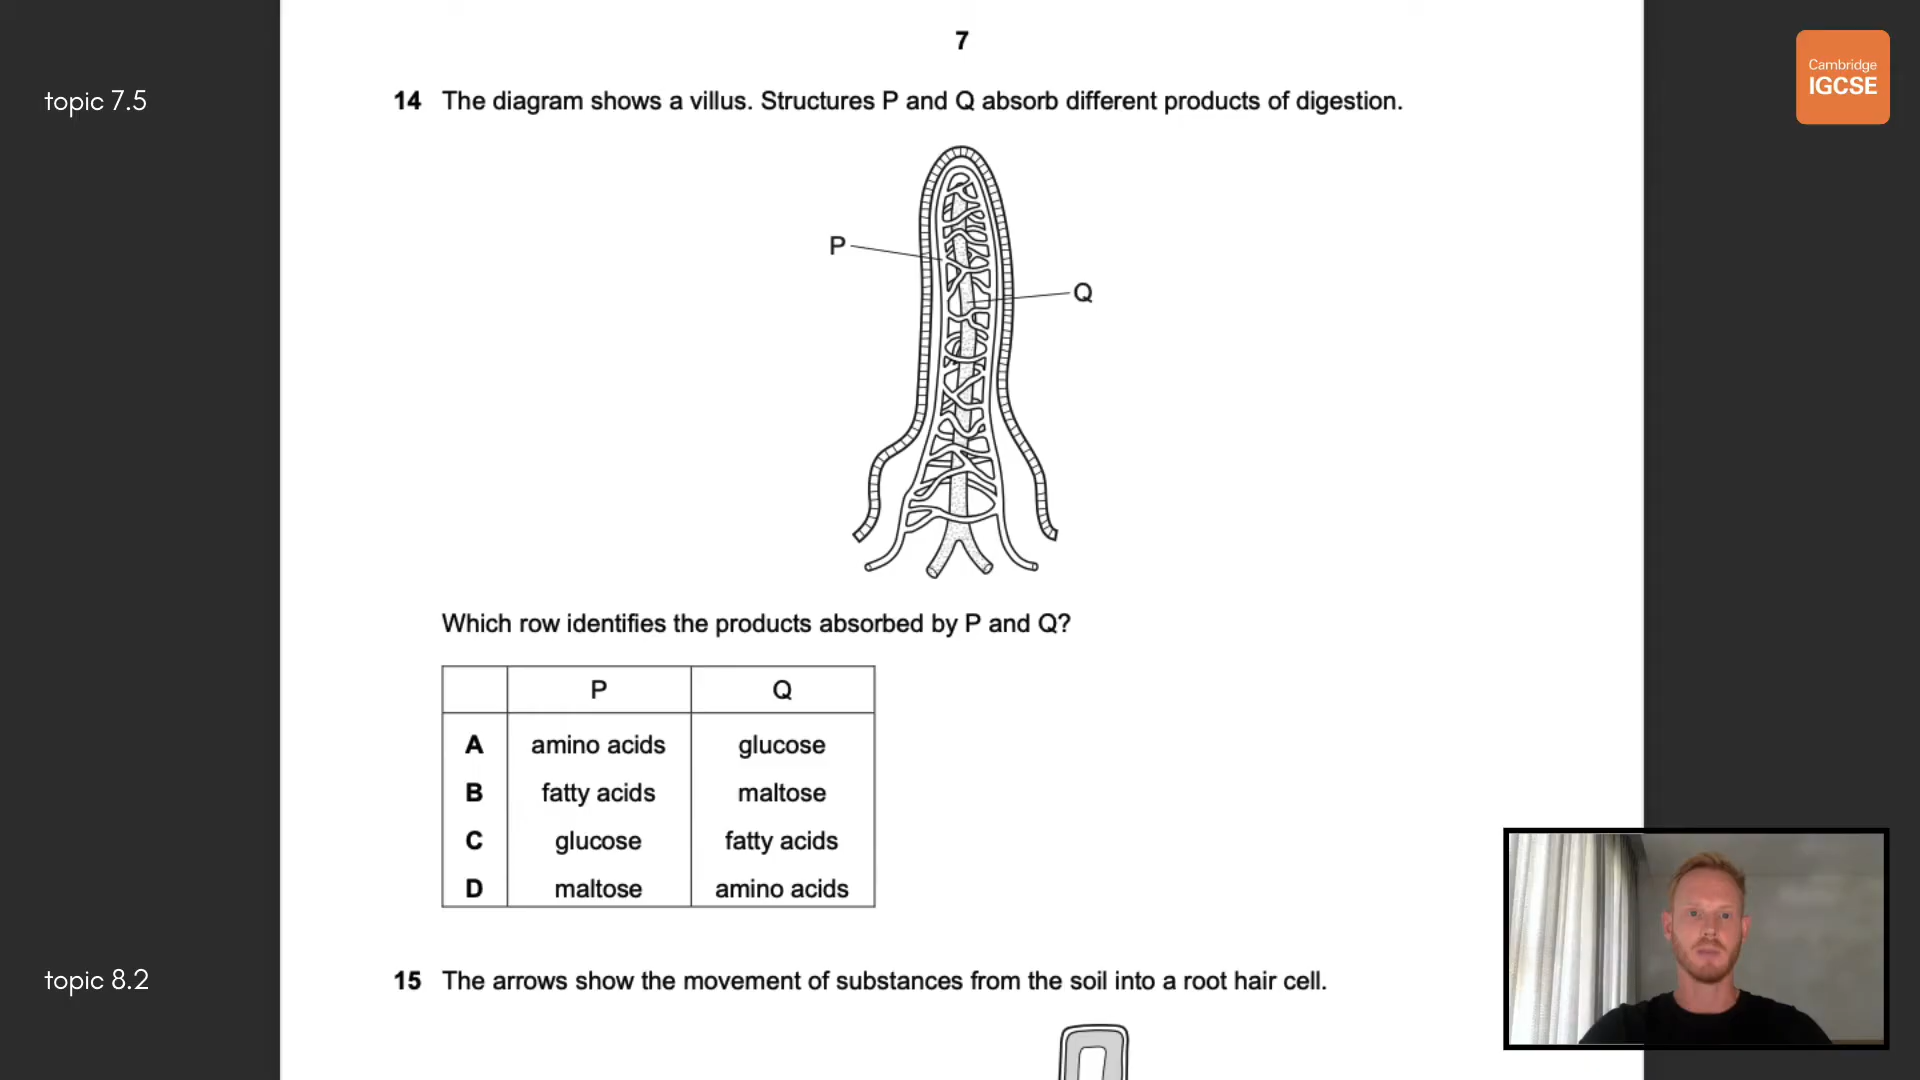 7
topic 7.5
Cambridge
IGCSE
14 The diagram shows a villus. Structures P and Q absorb different products of digestion.
P
Q
Which row identifies the products absorbed by P and Q?
P Q
A amino acids glucose
B fatty acids maltose
C glucose fatty acids
D maltose amino acids
topic 8.2
15 The arrows show the movement of substances from the soil into a root hair cell.